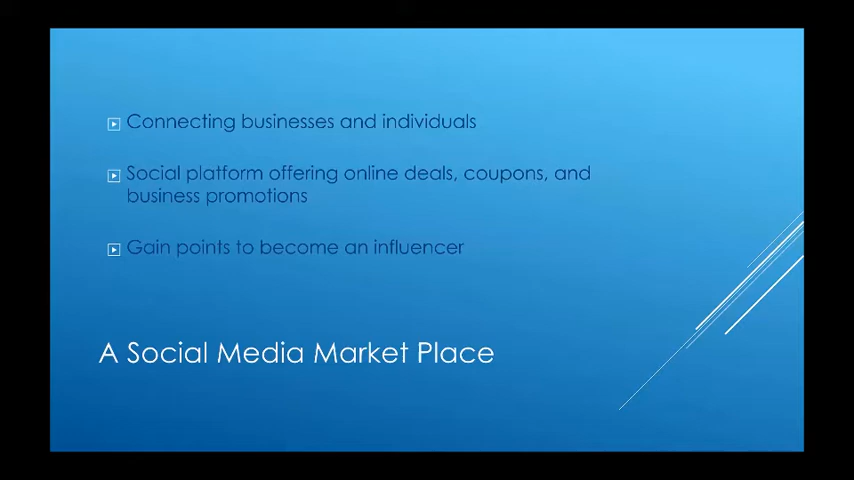 Connecting businesses and individuals
Social platform offering online deals, coupons, and
business promotions
Gain points to become an influencer
A Social Media Market Place